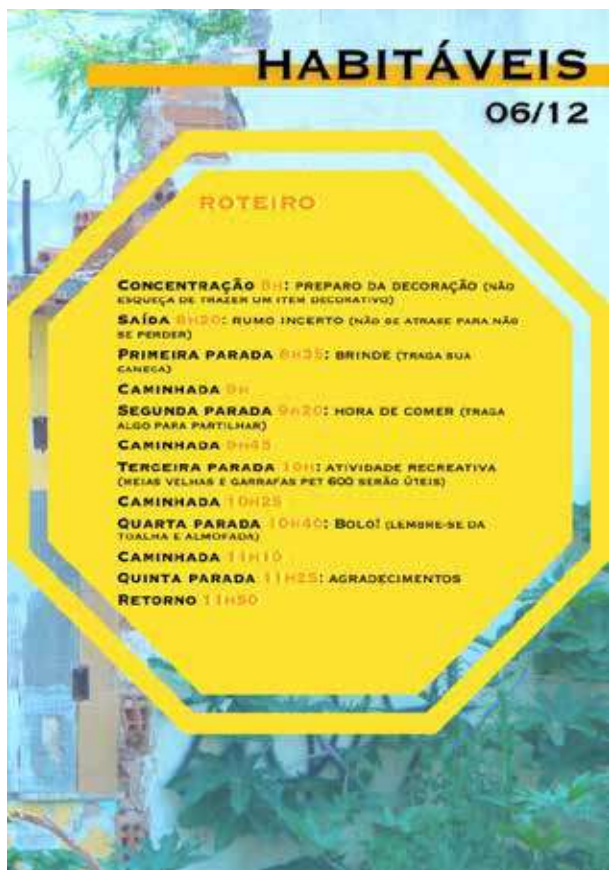 HABITÁVEIS
06/12
ROTEIRO
CONCENTRAÇÃO 8H: PREPARO DA DECORAÇÃO (NÃO
ESQUEÇA DE TRAZER UM ITEM DECORATIVO)
SAÍDA 8H20: RUMO INCERTO (NÃO SE ATRASE PARA NÃO
SE PERDER)
PRIMEIRA PARADA 8H35: BRINDE (TRAGA SUA
CANECA)
CAMINHADA 9H
SEGUNDA PARADA 9H20: HORA DE COMER (TRAGA
ALGO PARA PARTILHAR)
CAMINHADA 9H45
TERCEIRA PARADA 10H: ATIVIDADE RECREATIVA
(MEIAS VELHAS E GARRAFAS PET 600 SERÃO ÚTEIS)
CAMINHADA 10H25
QUARTA PARADA 10H40: BOLO! (LEMBRE-SE DA
TOALHA E ALMOFADA)
CAMINHADA 11H10
QUINTA PARADA 11H25: AGRADECIMENTOS
RETORNO 11H50